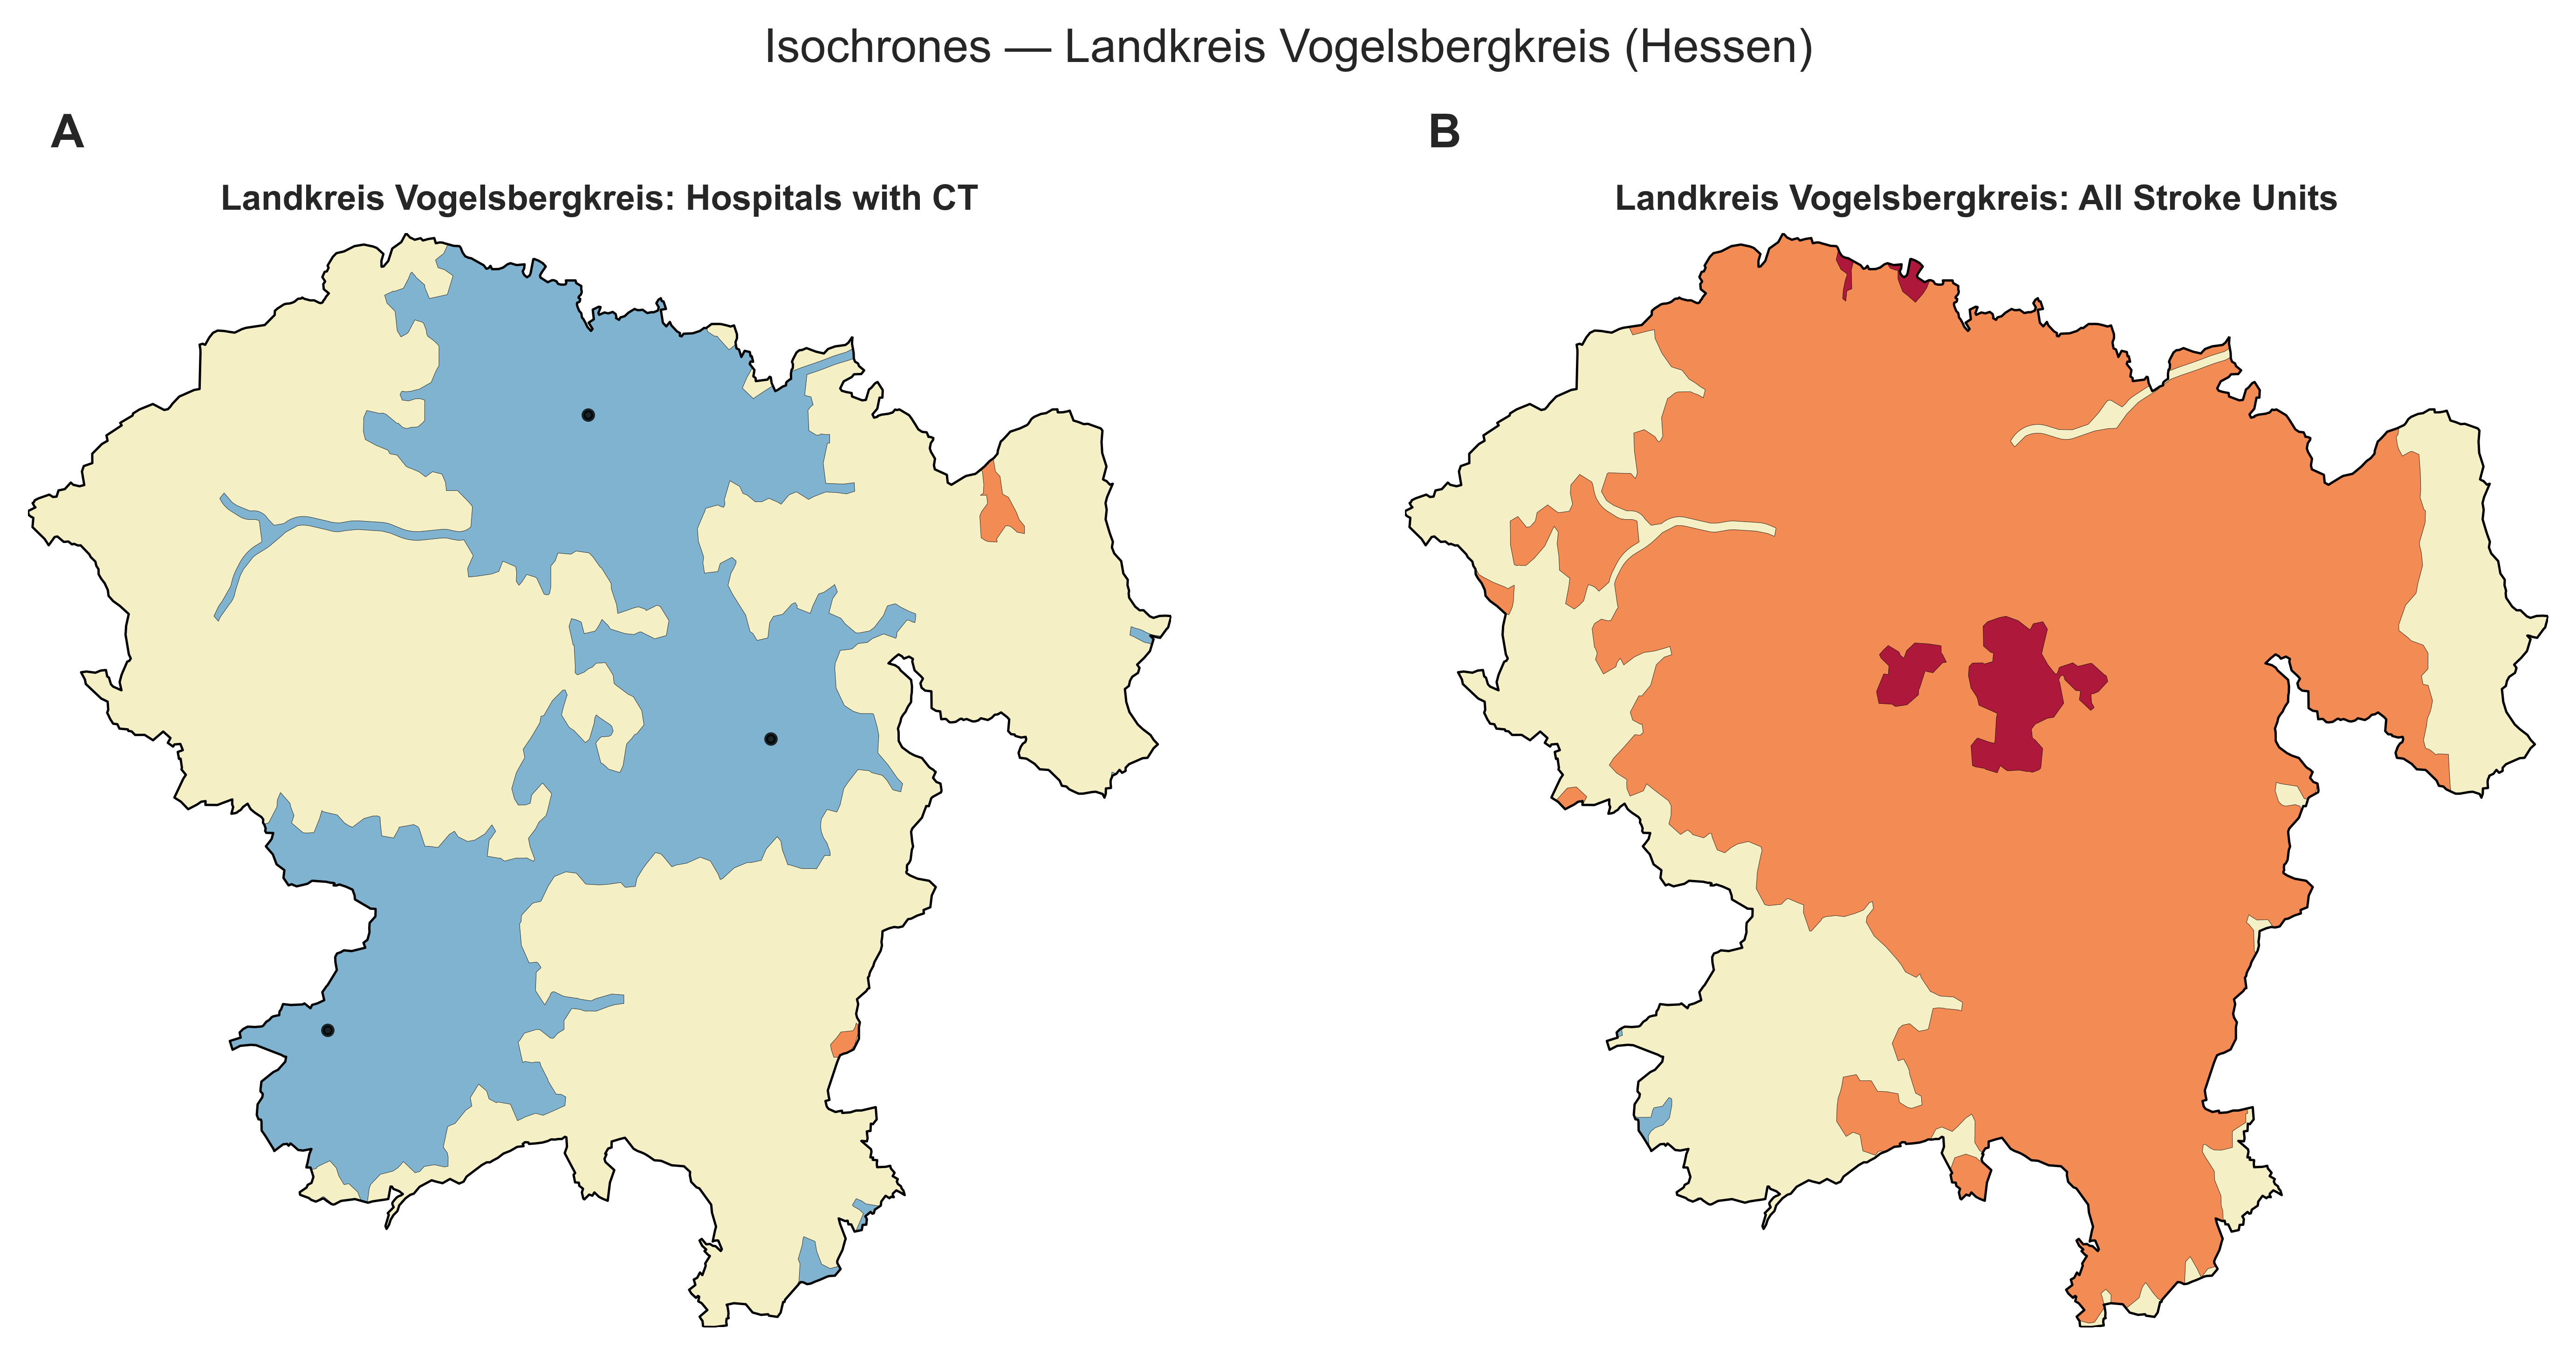 Isochrones — Landkreis Vogelsbergkreis (Hessen)
A
B
Landkreis Vogelsbergkreis: Hospitals with CT
Landkreis Vogelsbergkreis: All Stroke Units